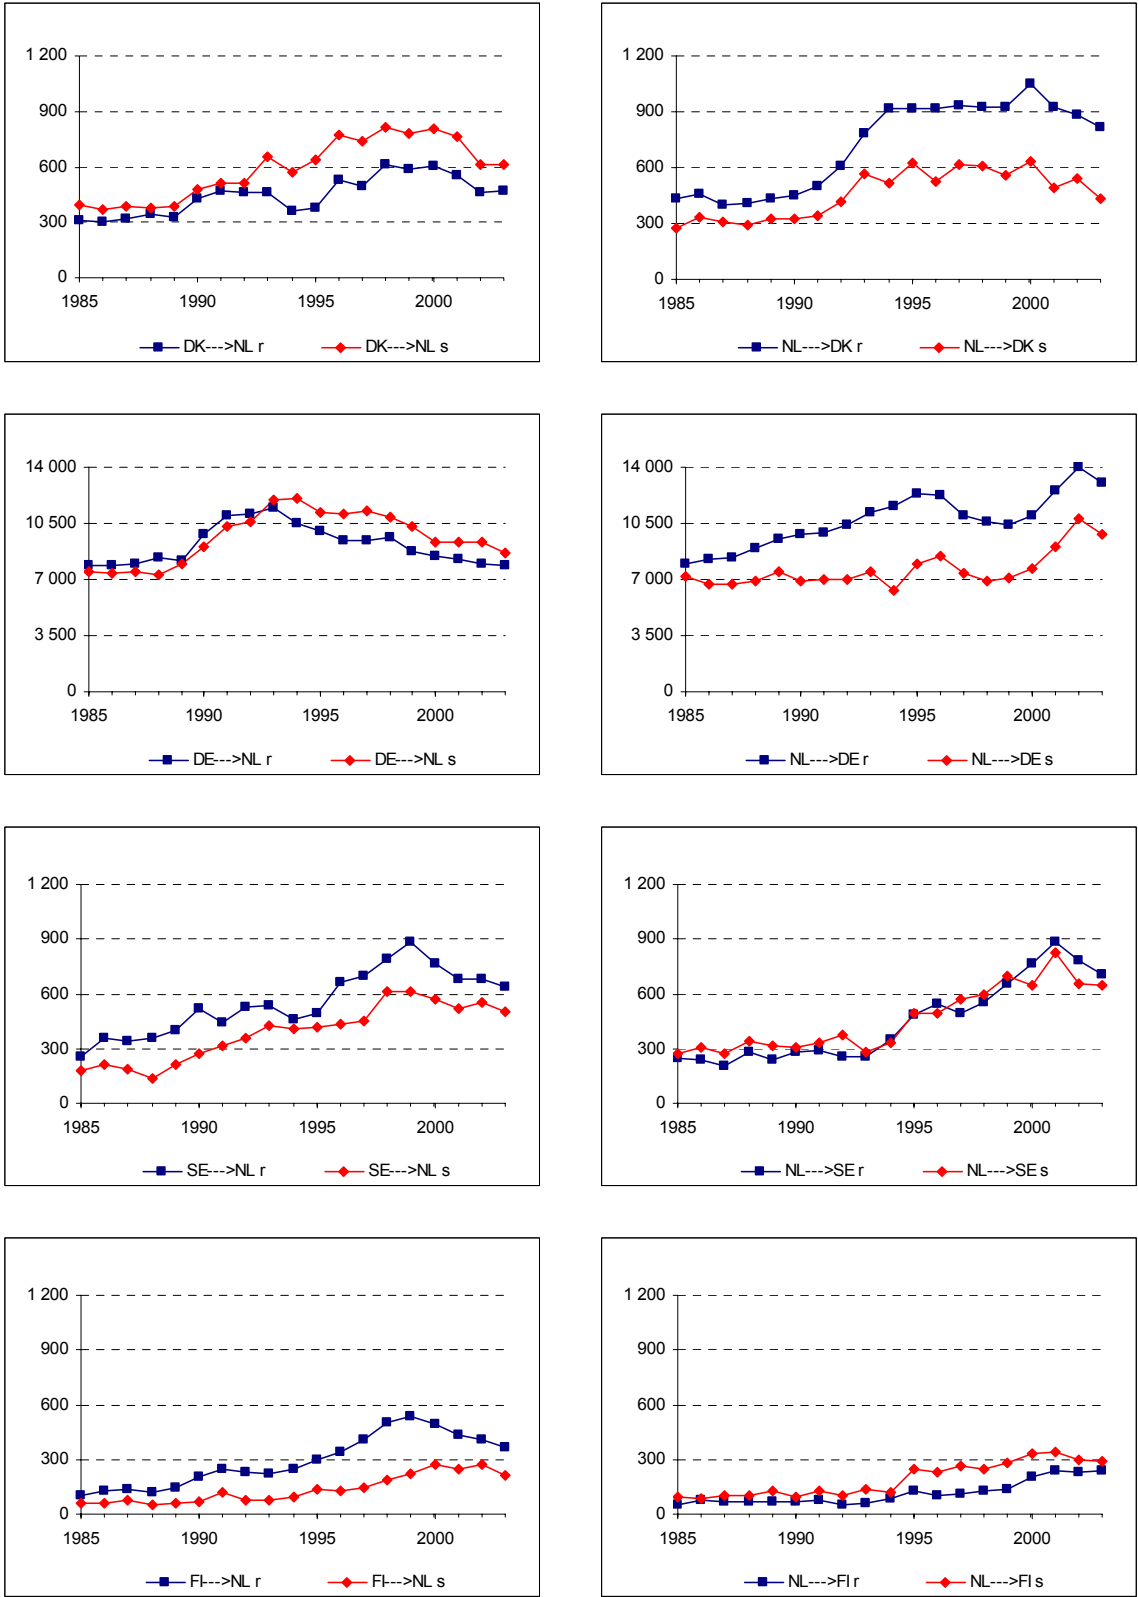 1 200
900
600
300
0
1985 1990 1995 2000
DK--->NL r DK--->NL s
1 200
900
600
300
0
1985 1990 1995 2000
NL--->DK r NL--->DK s
14 000
10 500
7 000
3 500
0
1985 1990 1995 2000
DE--->NL r DE--->NL s
14 000
10 500
7 000
3 500
0
1985 1990 1995 2000
NL--->DE r NL--->DE s
1 200
900
600
300
0
1985 1990 1995 2000
SE--->NL r SE--->NL s
1 200
900
600
300
0
1985 1990 1995 2000
NL--->SE r NL--->SE s
1 200
900
600
300
0
1985 1990 1995 2000
FI--->NL r FI--->NL s
1 200
900
600
300
0
1985 1990 1995 2000
NL--->FI r NL--->FI s